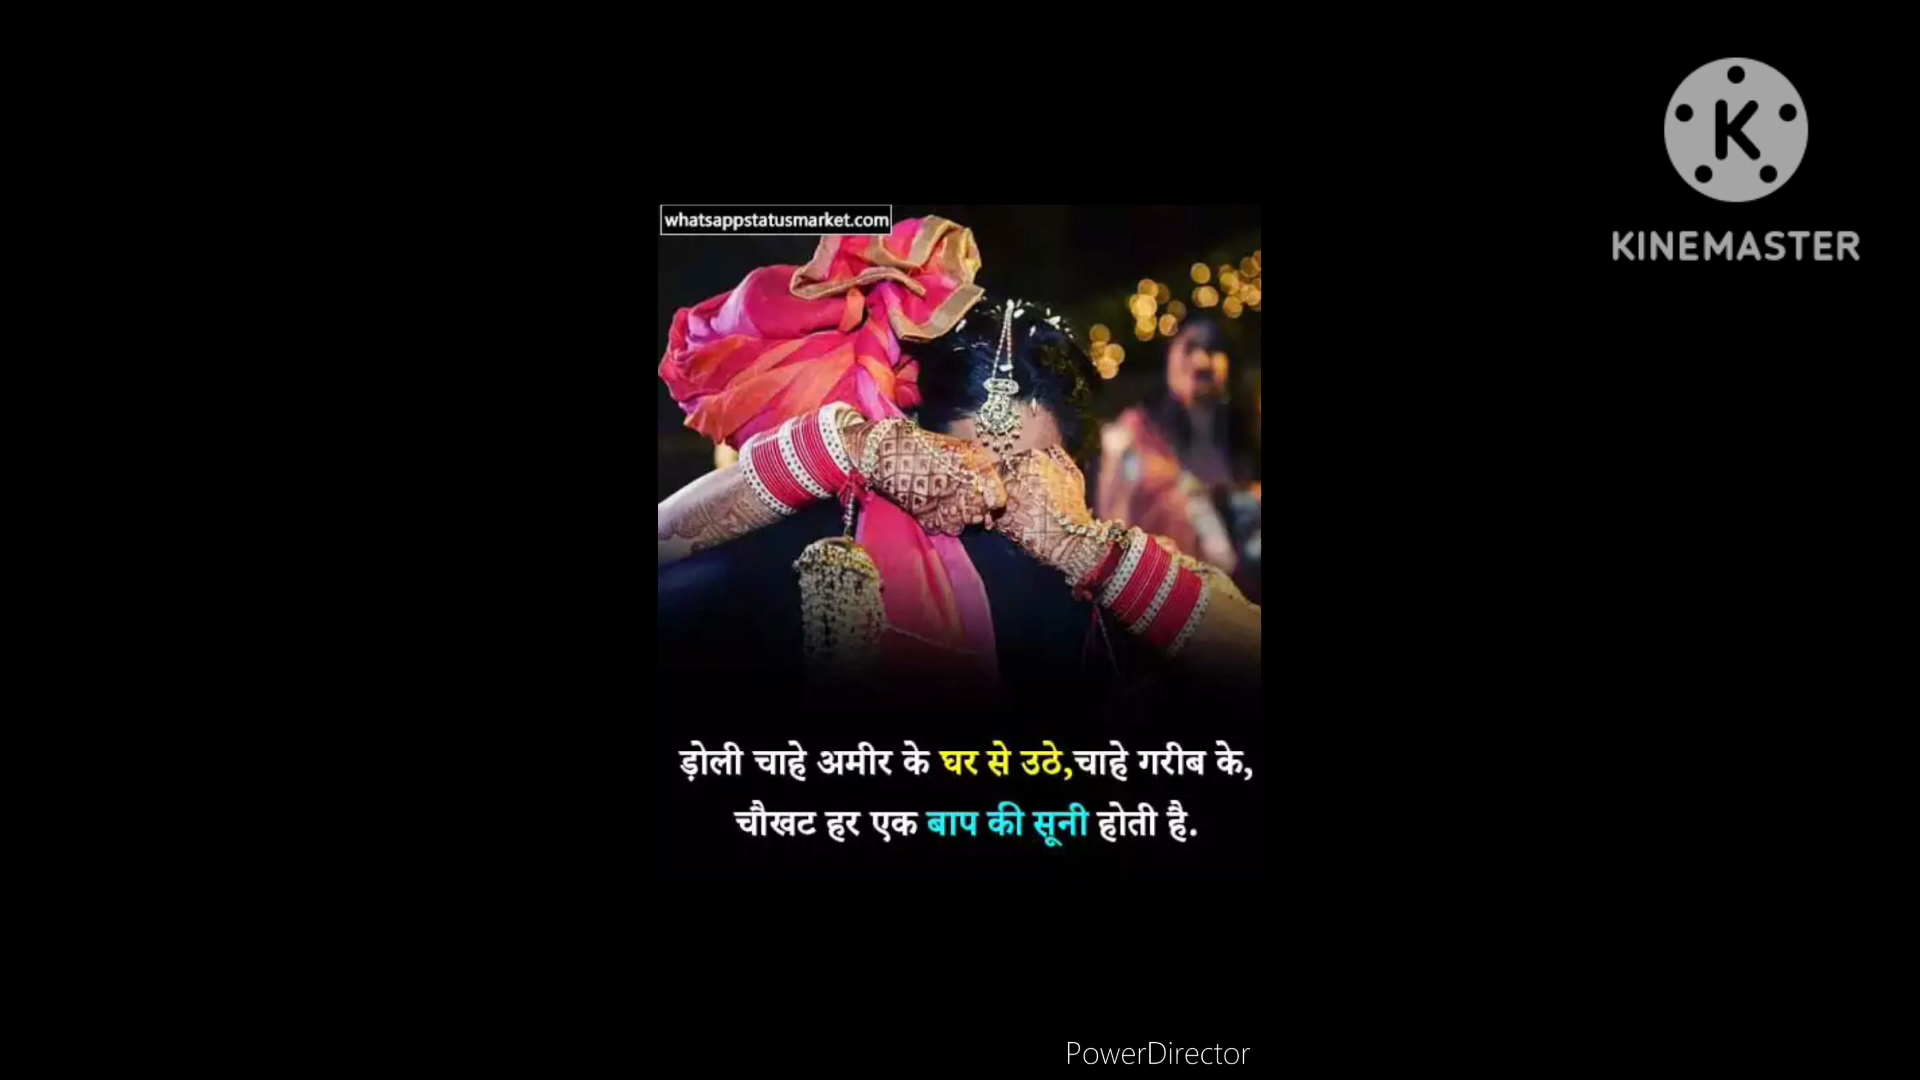 whatsappstatusmarket.com
K
KINEMASTER
ड़ोली चाहे अमीर के घर से उठे,चाहे गरीब के,
चौखट हर एक बाप की सूनी होती है.
PowerDirector